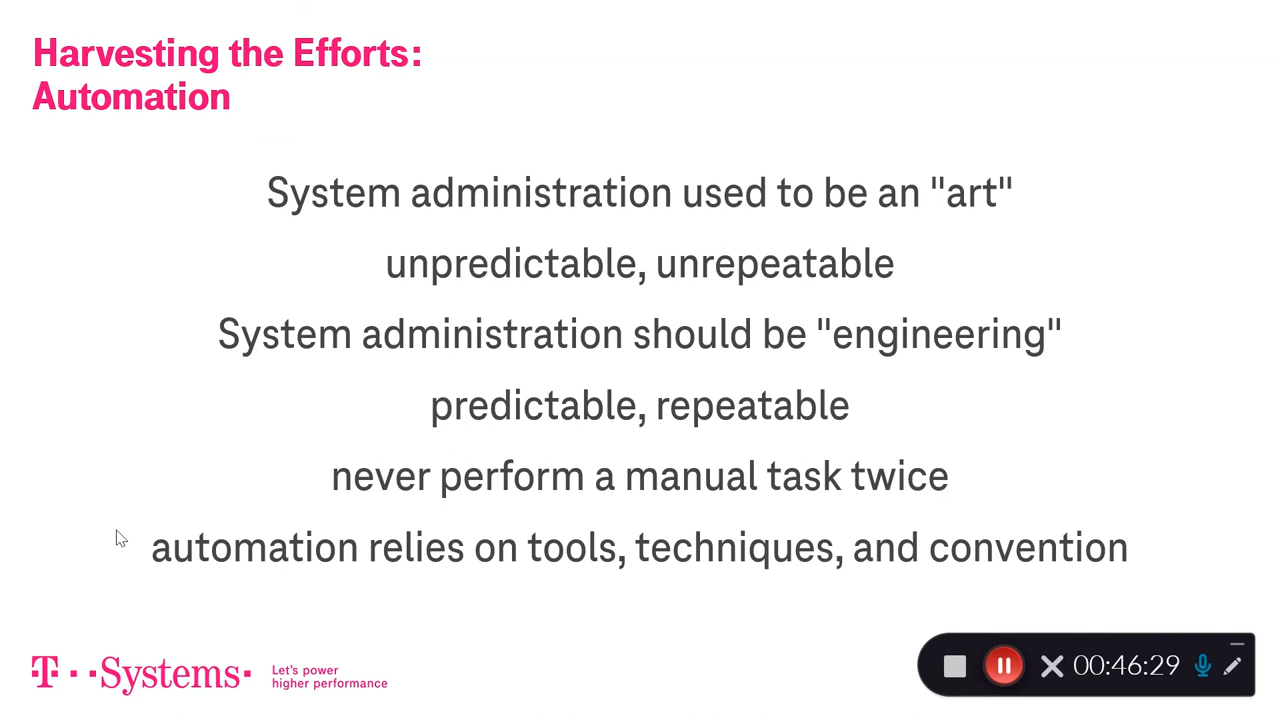 Harvesting the Efforts:
Automation
System administration used to be an "art"
unpredictable, unrepeatable
System administration should be "engineering"
predictable, repeatable
never perform a manual task twice
automation relies on tools, techniques, and convention
T · · Systems ·
Let's power
higher performance
00:46:29